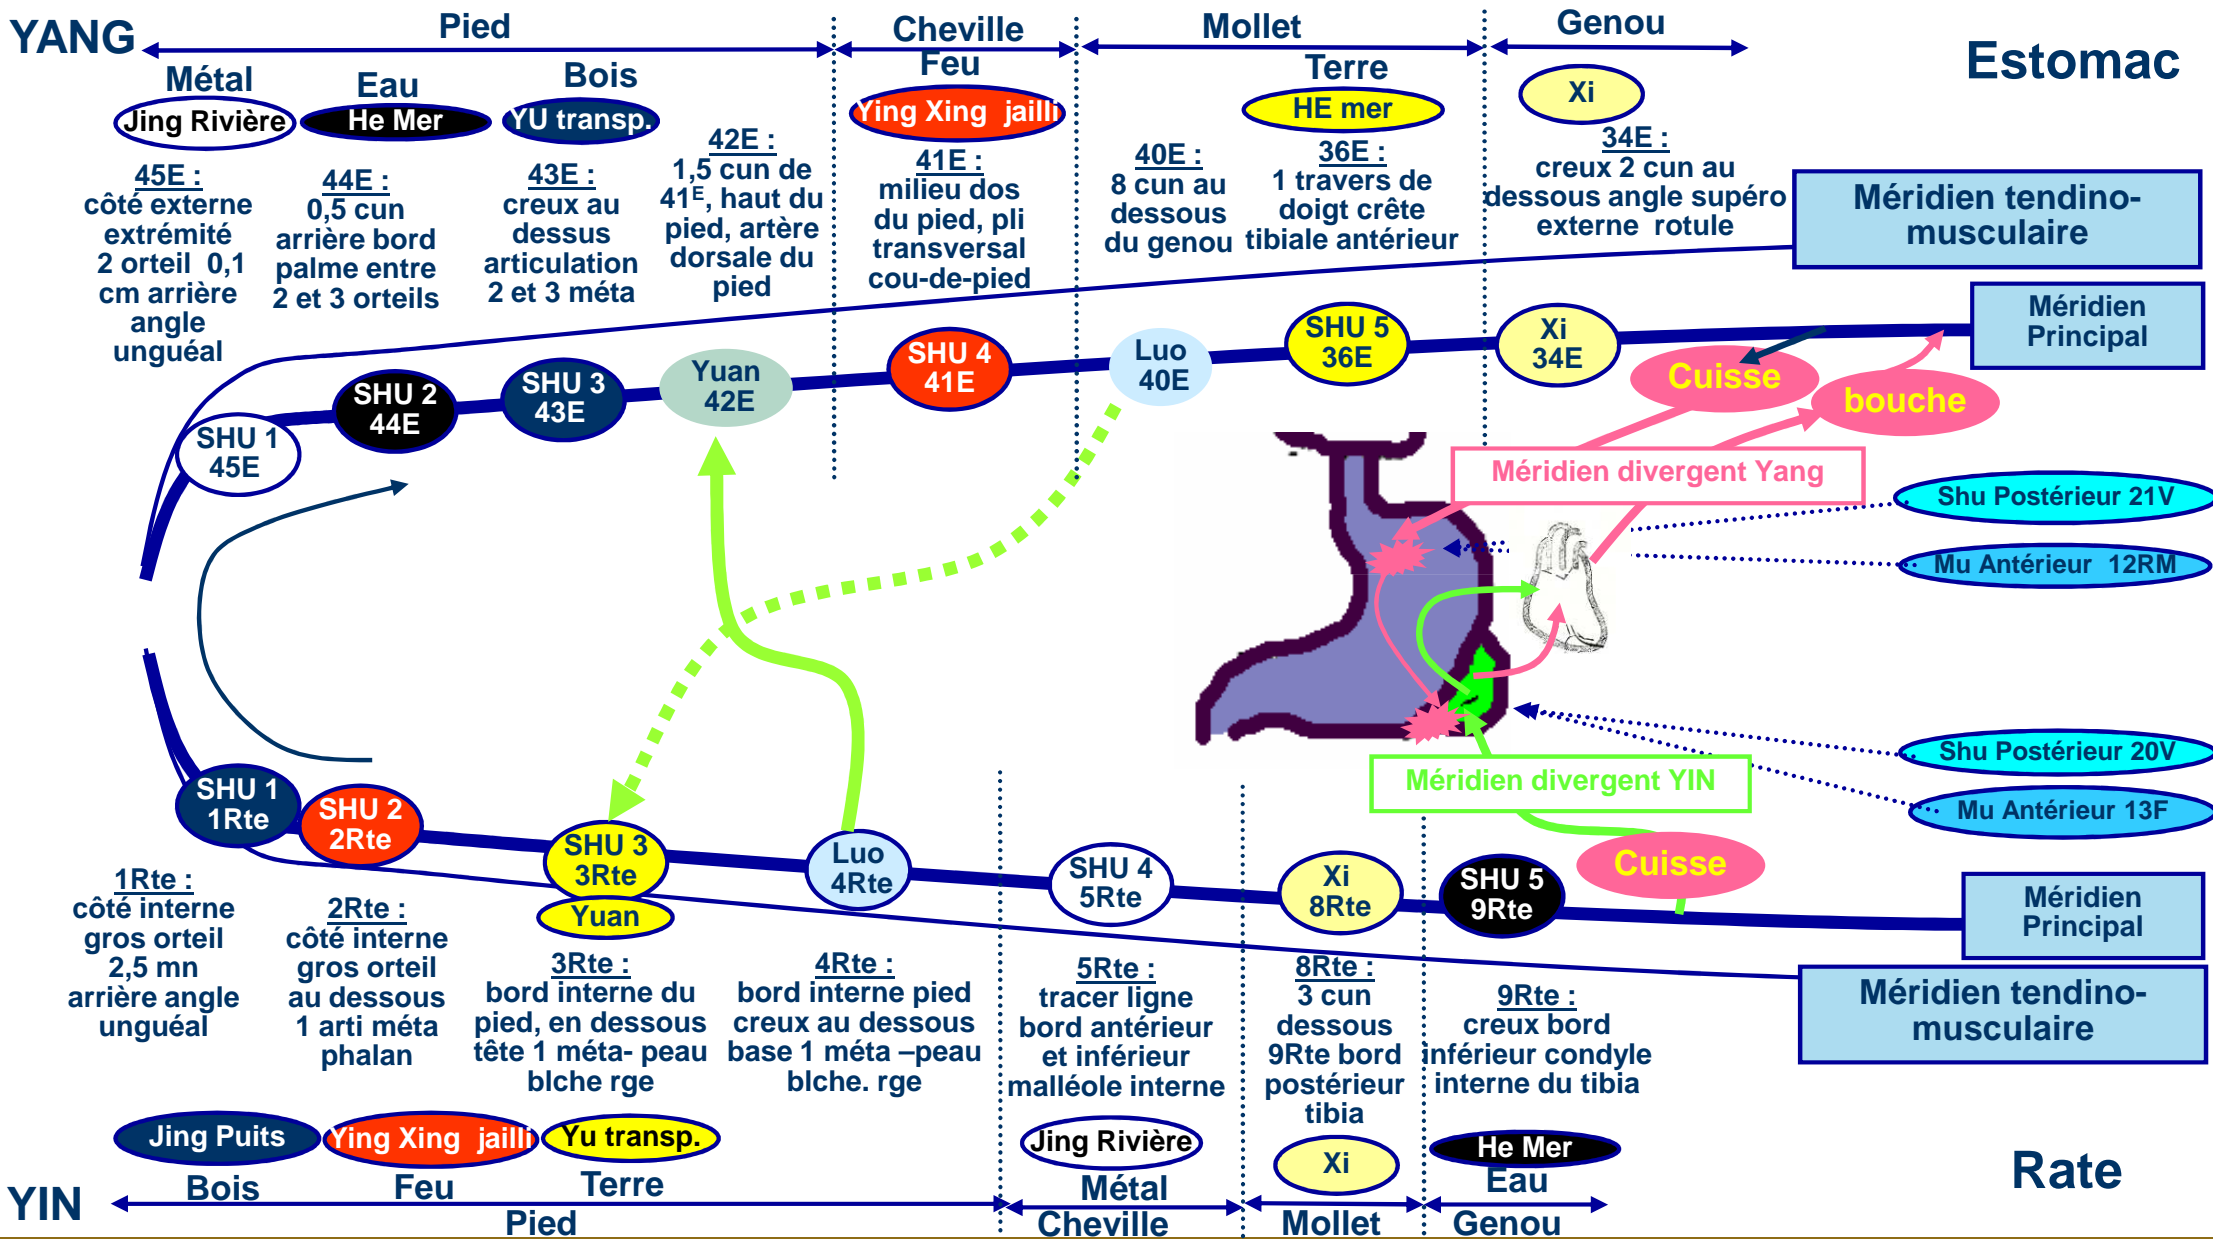 YANG
Pied
Cheville
Mollet
Genou
Estomac
Métal
Eau
Bois
Feu
Terre
Jing Rivière
He Mer
YU transp.
Ying Xing jailli
HE mer
Xi
45E :
côté externe
extrémité
2 orteil 0,1
cm arrière
angle
unguéal
44E :
0,5 cun
arrière bord
palme entre
2 et 3 orteils
43E :
creux au
dessus
articulation
2 et 3 méta
42E :
1,5 cun de
41E, haut du
pied, artère
dorsale du
pied
41E :
milieu dos
du pied, pli
transversal
cou-de-pied
40E :
8 cun au
dessous
du genou
36E :
1 travers de
doigt crête
tibiale antérieur
34E :
creux 2 cun au
dessous angle supéro
externe rotule
Méridien tendino-
musculaire
Méridien
Principal
SHU 1
45E
SHU 2
44E
SHU 3
43E
Yuan
42E
SHU 4
41E
Luo
40E
SHU 5
36E
Xi
34E
Cuisse
bouche
Méridien divergent Yang
Shu Postérieur 21V
Mu Antérieur 12RM
Shu Postérieur 20V
Mu Antérieur 13F
Méridien divergent YIN
Cuisse
SHU 1
1Rte
SHU 2
2Rte
SHU 3
3Rte
Yuan
Luo
4Rte
SHU 4
5Rte
Xi
8Rte
SHU 5
9Rte
Méridien
Principal
Méridien tendino-
musculaire
1Rte :
côté interne
gros orteil
2,5 mn
arrière angle
unguéal
2Rte :
côté interne
gros orteil
au dessous
1 arti méta
phalan
3Rte :
bord interne du
pied, en dessous
tête 1 méta- peau
blche rge
4Rte :
bord interne pied
creux au dessous
base 1 méta –peau
blche. rge
5Rte :
tracer ligne
bord antérieur
et inférieur
malléole interne
8Rte :
3 cun
dessous
9Rte bord
postérieur
tibia
9Rte :
creux bord
inférieur condyle
interne du tibia
Jing Puits
Ying Xing jailli
Yu transp.
Jing Rivière
Xi
He Mer
Bois
Feu
Terre
Métal
Eau
Rate
YIN
Pied
Cheville
Mollet
Genou